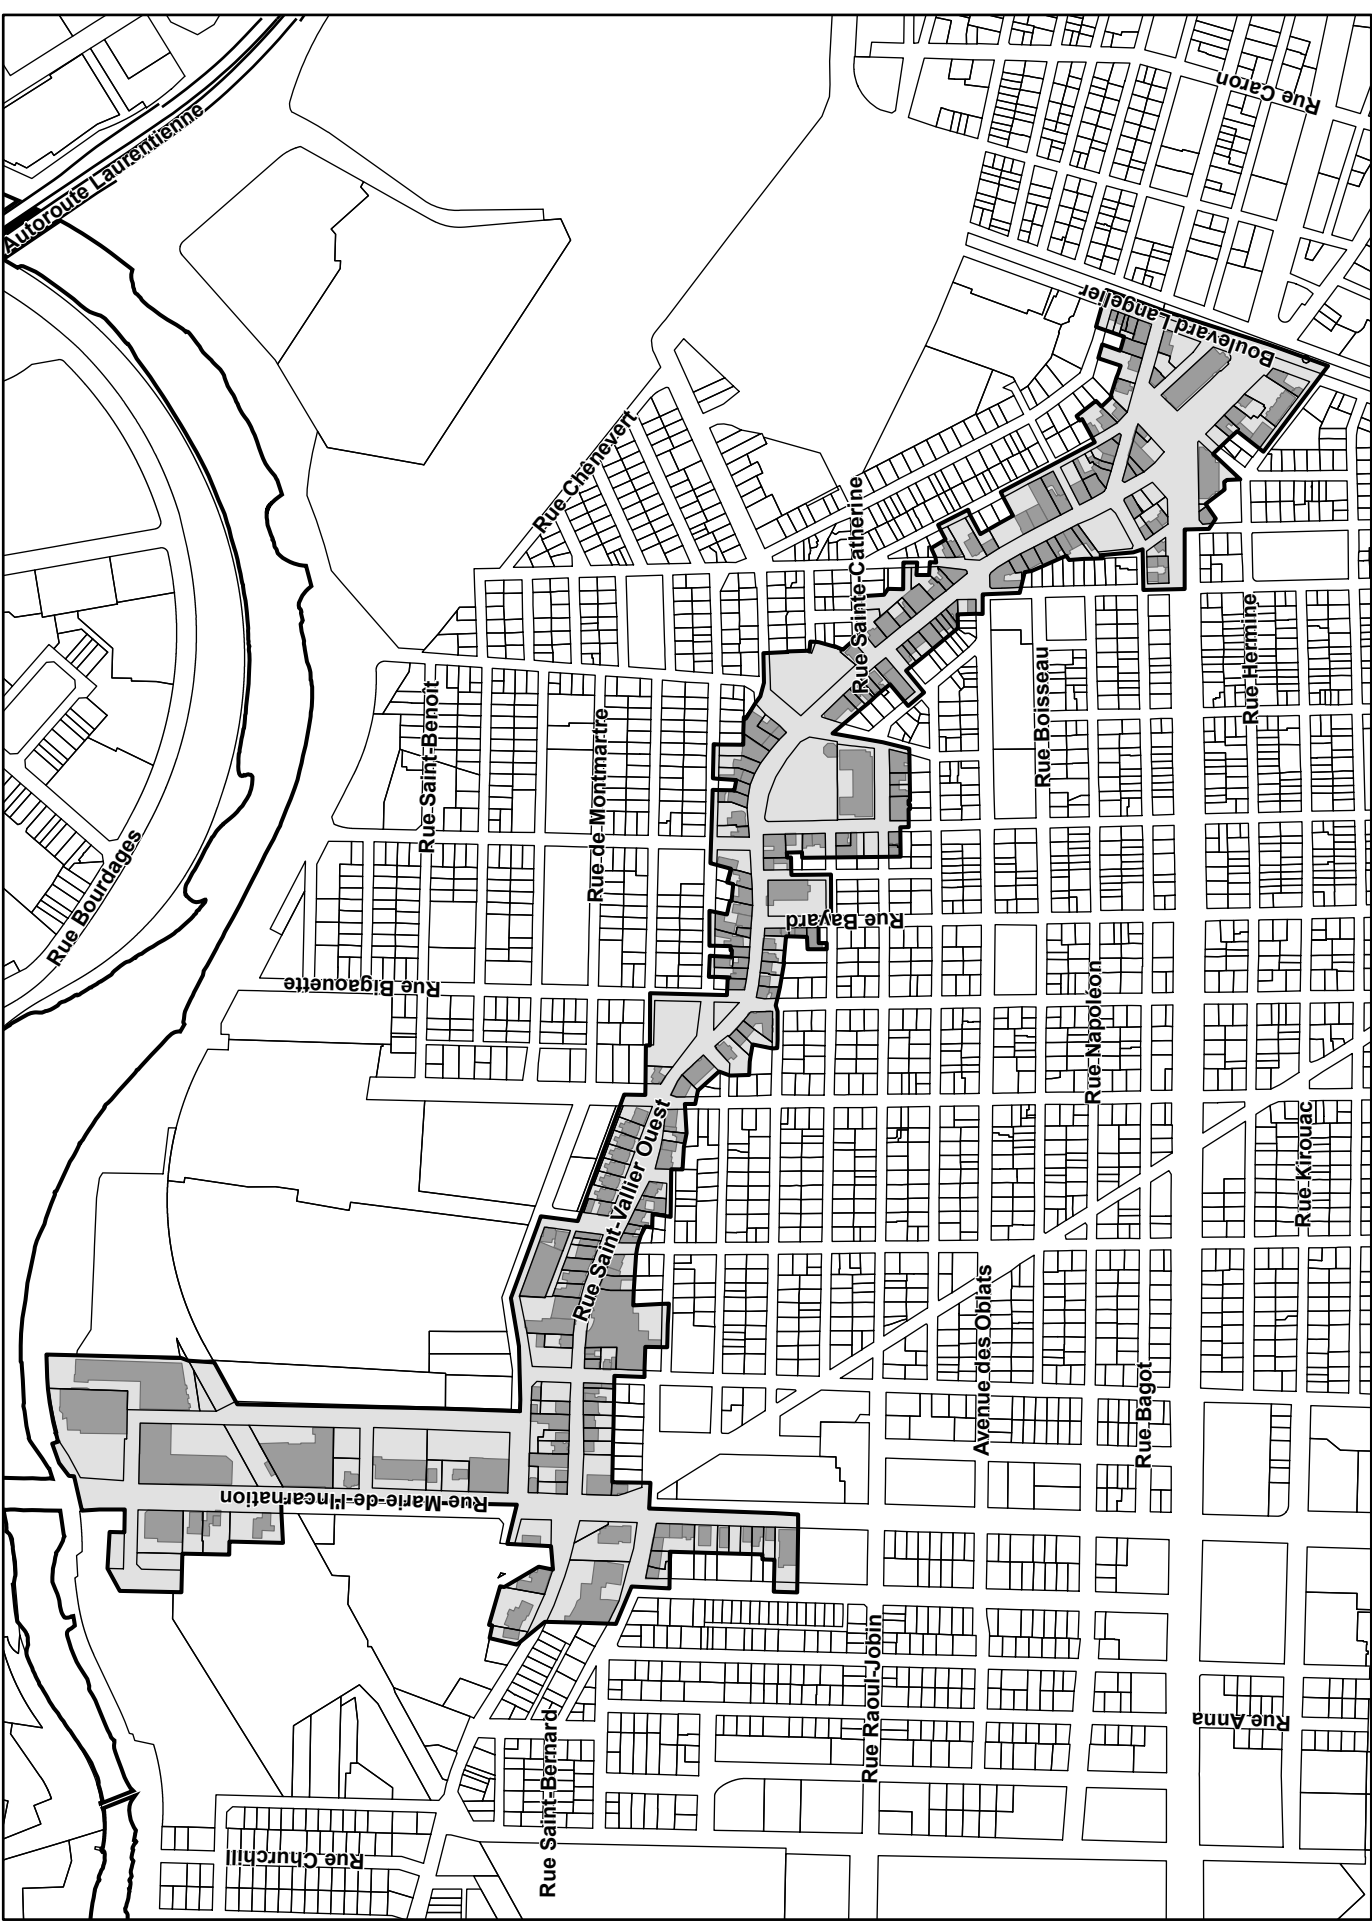 Rue Caron
Autoroute Laurentienne
Boulevard Langelier
Rue Chênevert
Rue Sainte-Catherine
Rue Hermine
Rue Boisseau
Rue Saint-Benoît
Rue de Montmartre
Rue Bourdages
Rue Bayard
Rue Bigaouette
Rue Napoléon
Rue Saint-Vallier Ouest
Rue Kirouac
Avenue des Oblats
Rue Bagot
Rue Marie-de-l'Incarnation
Rue Raoul-Jobin
Rue Anna
Rue Saint-Bernard
Rue Churchill